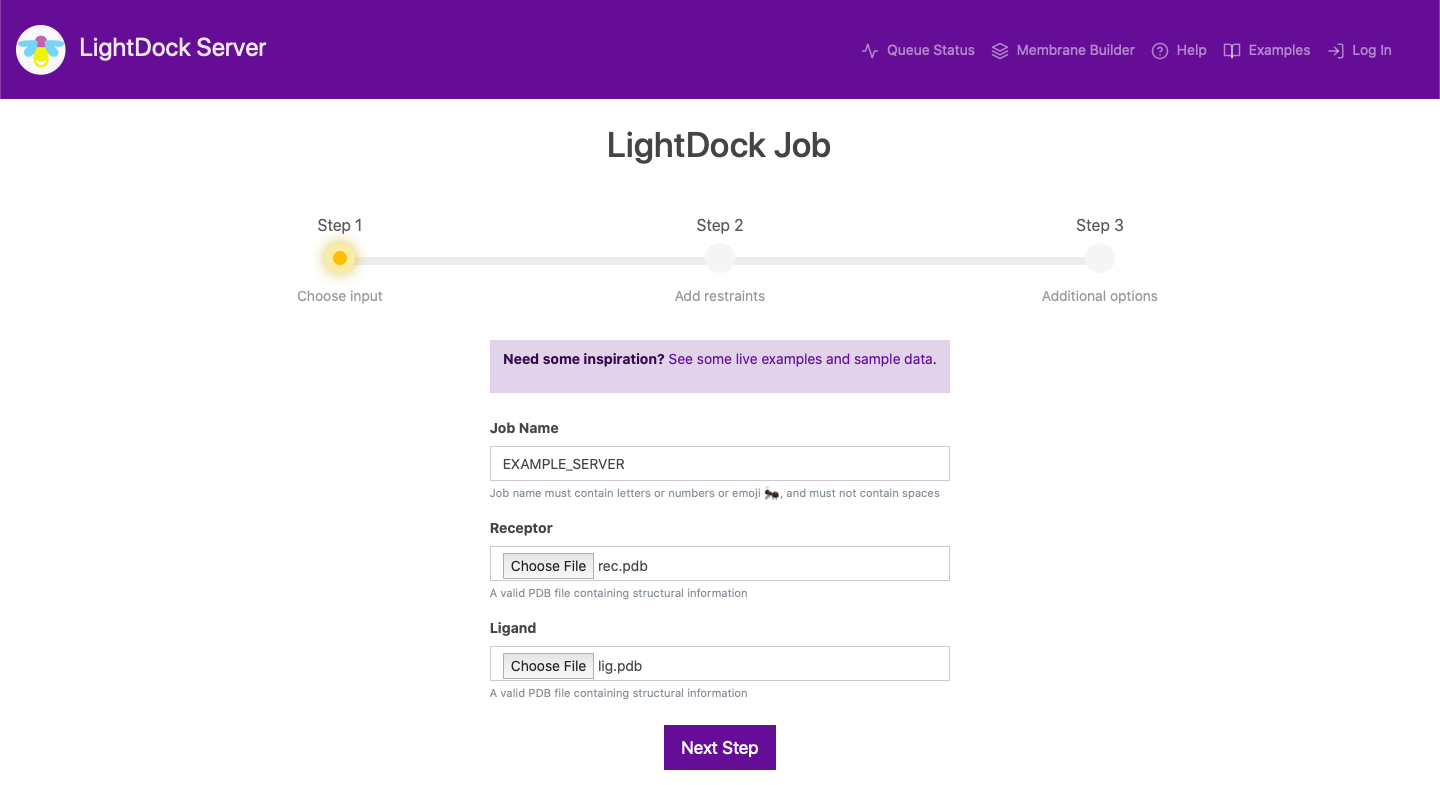 LightDock Server
Queue Status Membrane Builder Help Examples Log In
LightDock Job
Step 1 Step 2 Step 3
Choose input Add restraints Additional options
Need some inspiration? See some live examples and sample data.
Job Name
EXAMPLE_SERVER
Job name must contain letters or numbers or emoji 🐜, and must not contain spaces
Receptor
Choose File rec.pdb
A valid PDB file containing structural information
Ligand
Choose File lig.pdb
A valid PDB file containing structural information
Next Step